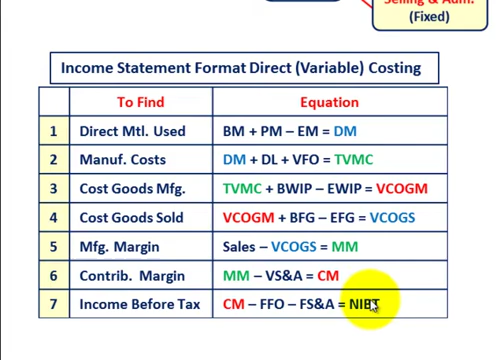 Selling & Adm.
(Fixed)
Income Statement Format Direct (Variable) Costing
To Find Equation
1 Direct Mtl. Used BM + PM – EM = DM
2 Manuf. Costs DM + DL + VFO = TVMC
3 Cost Goods Mfg. TVMC + BWIP – EWIP = VCOGM
4 Cost Goods Sold VCOGM + BFG – EFG = VCOGS
5 Mfg. Margin Sales – VCOGS = MM
6 Contrib. Margin MM – VS&A = CM
7 Income Before Tax CM – FFO – FS&A = NIBT